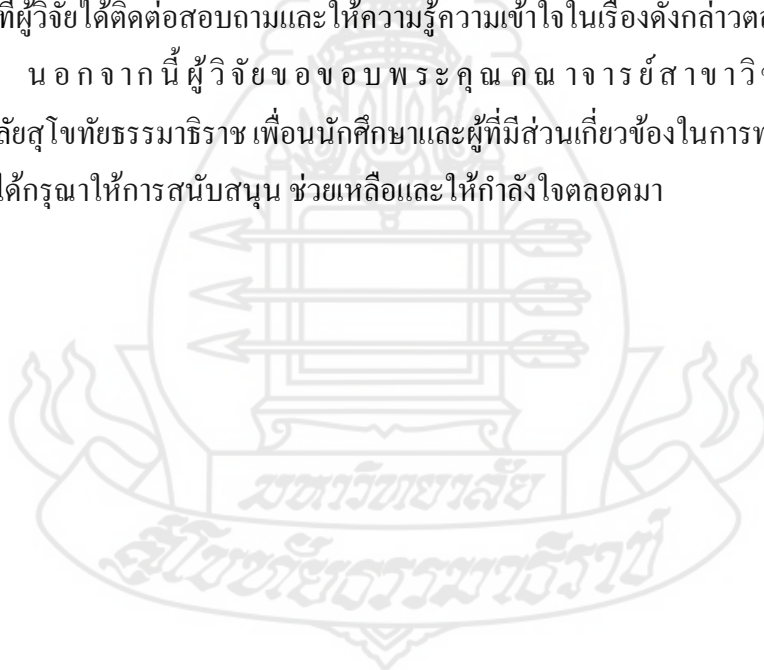 ที่ผู้วิจัยได้ติดต่อสอบถามและให้ความรู้ความเข้าใจในเรื่องดังกล่าวตล
นอกจากนี้ผู้วิจัยขอขอบพระคุณคณาจารย์สาขาวิช
ลัยสุโขทัยธรรมาธิราช เพื่อนนักศึกษาและผู้ที่มีส่วนเกี่ยวข้องในการท
ได้กรุณาให้การสนับสนุน ช่วยเหลือและให้กำลังใจตลอดมา
มหาวิทยาลัย
สุโขทัยธรรมาธิราช